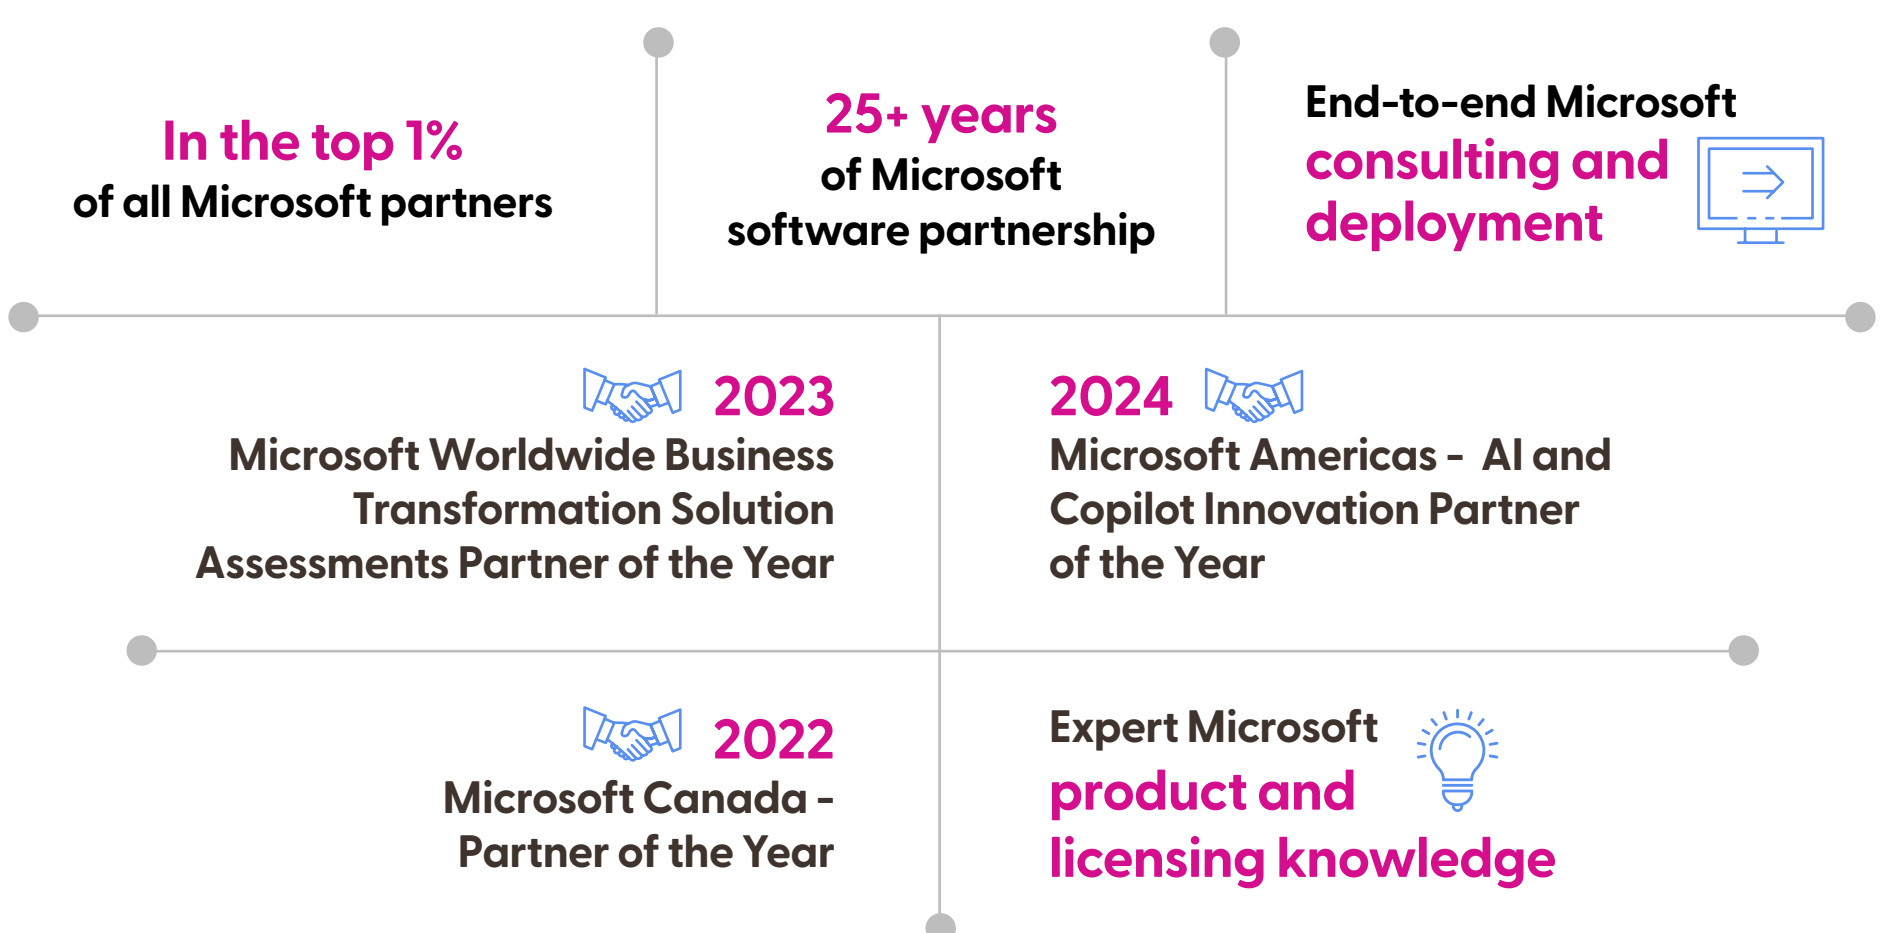 In the top 1%
of all Microsoft partners
25+ years
of Microsoft
software partnership
End-to-end Microsoft
consulting and
deployment
2023
Microsoft Worldwide Business
Transformation Solution
Assessments Partner of the Year
2024
Microsoft Americas - AI and
Copilot Innovation Partner
of the Year
2022
Microsoft Canada -
Partner of the Year
Expert Microsoft
product and
licensing knowledge